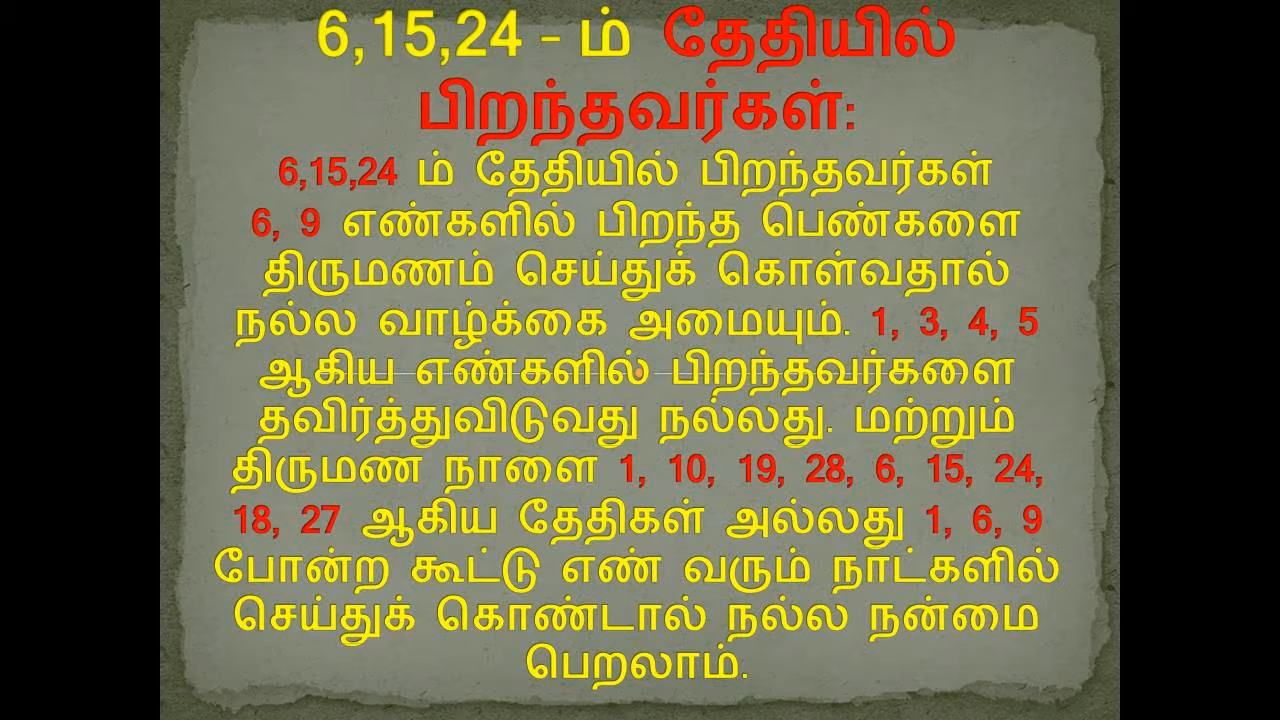 6,15,24 - ம் தேதியில்
பிறந்தவர்கள்:
6,15,24 ம் தேதியில் பிறந்தவர்கள்
6, 9 எண்களில் பிறந்த பெண்களை
திருமணம் செய்துக் கொள்வதால்
நல்ல வாழ்க்கை அமையும். 1, 3, 4, 5
ஆகிய எண்களில் பிறந்தவர்களை
தவிர்த்துவிடுவது நல்லது. மற்றும்
திருமண நாளை 1, 10, 19, 28, 6, 15, 24,
18, 27 ஆகிய தேதிகள் அல்லது 1, 6, 9
போன்ற கூட்டு எண் வரும் நாட்களில்
செய்துக் கொண்டால் நல்ல நன்மை
பெறலாம்.